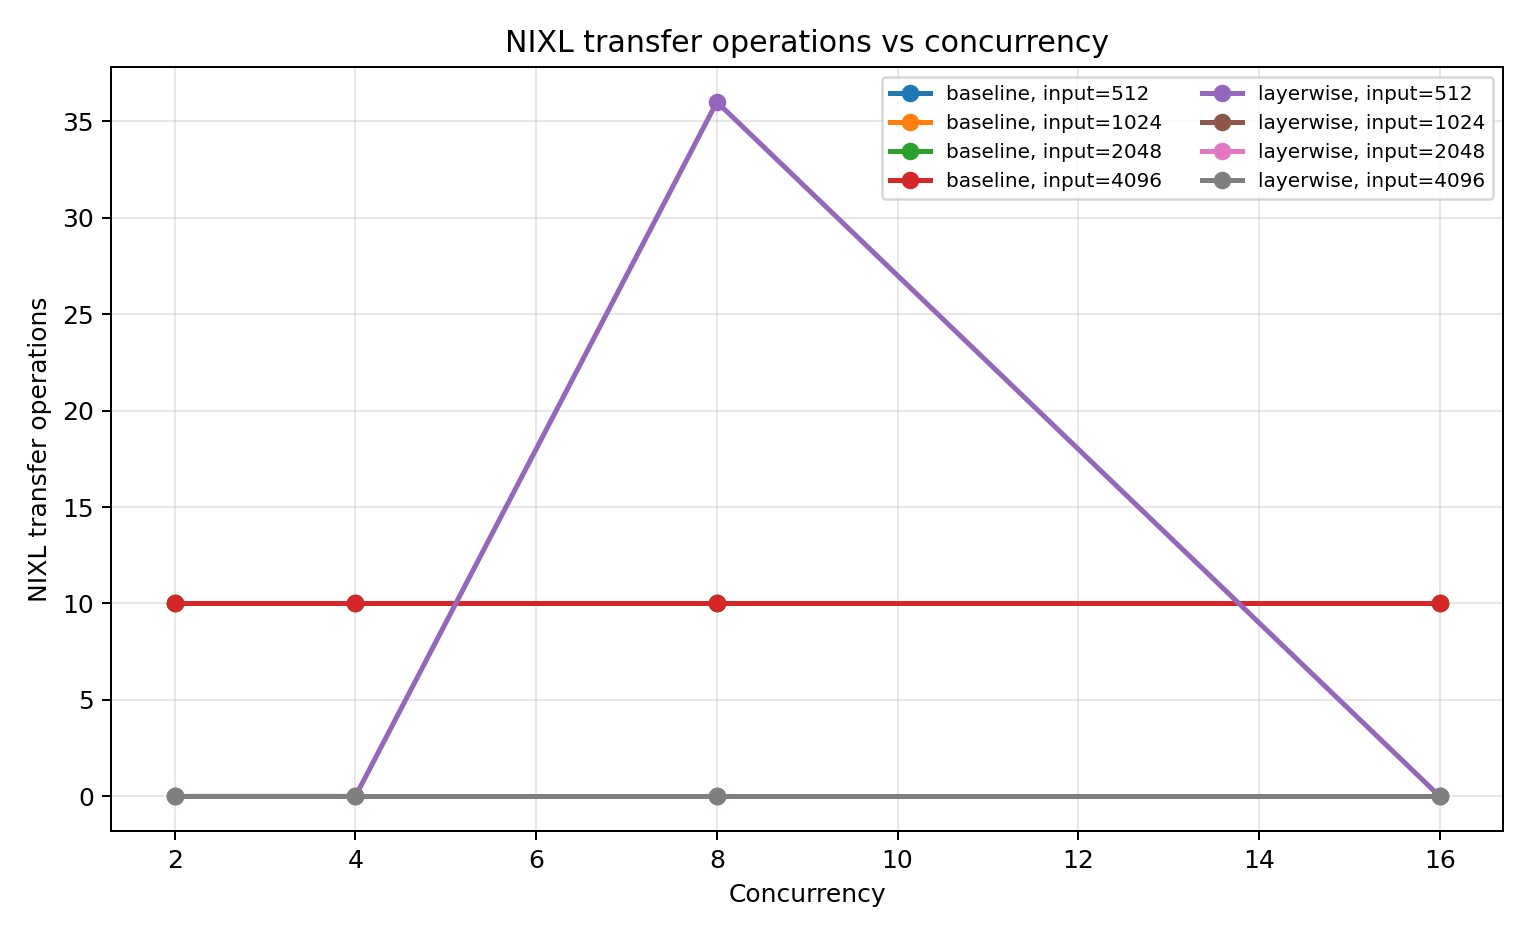 NIXL transfer operations vs concurrency
baseline, input=512
baseline, input=1024
baseline, input=2048
baseline, input=4096
layerwise, input=512
layerwise, input=1024
layerwise, input=2048
layerwise, input=4096
NIXL transfer operations
35
30
25
20
15
10
5
0
2 4 6 8 10 12 14 16
Concurrency